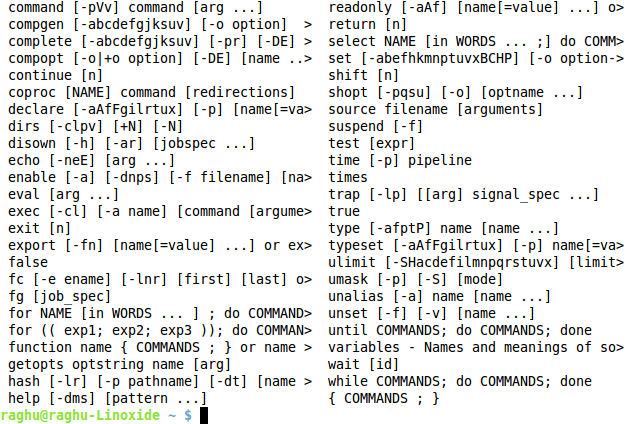 command [-pVv] command [arg ...] readonly [-aAf] [name[=value] ...] o>
compgen [-abcdefgjksuv] [-o option] > return [n]
complete [-abcdefgjksuv] [-pr] [-DE] > select NAME [in WORDS ... ;] do COMM>
compopt [-o|+o option] [-DE] [name ..> set [-abefhkmnptuvxBCHP] [-o option->
continue [n] shift [n]
coproc [NAME] command [redirections] shopt [-pqsu] [-o] [optname ...]
declare [-aAfFgilrtux] [-p] [name[=va> source filename [arguments]
dirs [-clpv] [+N] [-N] suspend [-f]
disown [-h] [-ar] [jobspec ...] test [expr]
echo [-neE] [arg ...] time [-p] pipeline
enable [-a] [-dnps] [-f filename] [na> times
eval [arg ...] trap [-lp] [[arg] signal_spec ...]
exec [-cl] [-a name] [command [argume> true
exit [n] type [-afptP] name [name ...]
export [-fn] [name[=value] ...] or ex> typeset [-aAfFgilrtux] [-p] name[=va>
false ulimit [-SHacdefilmnpqrstuvx] [limit>
fc [-e ename] [-lnr] [first] [last] o> umask [-p] [-S] [mode]
fg [job_spec] unalias [-a] name [name ...]
for NAME [in WORDS ... ] ; do COMMAND> unset [-f] [-v] [name ...]
for (( exp1; exp2; exp3 )); do COMMAN> until COMMANDS; do COMMANDS; done
function name { COMMANDS ; } or name > variables - Names and meanings of so>
getopts optstring name [arg] wait [id]
hash [-lr] [-p pathname] [-dt] [name > while COMMANDS; do COMMANDS; done
help [-dms] [pattern ...] { COMMANDS ; }
raghu@raghu-Linoxide ~ $